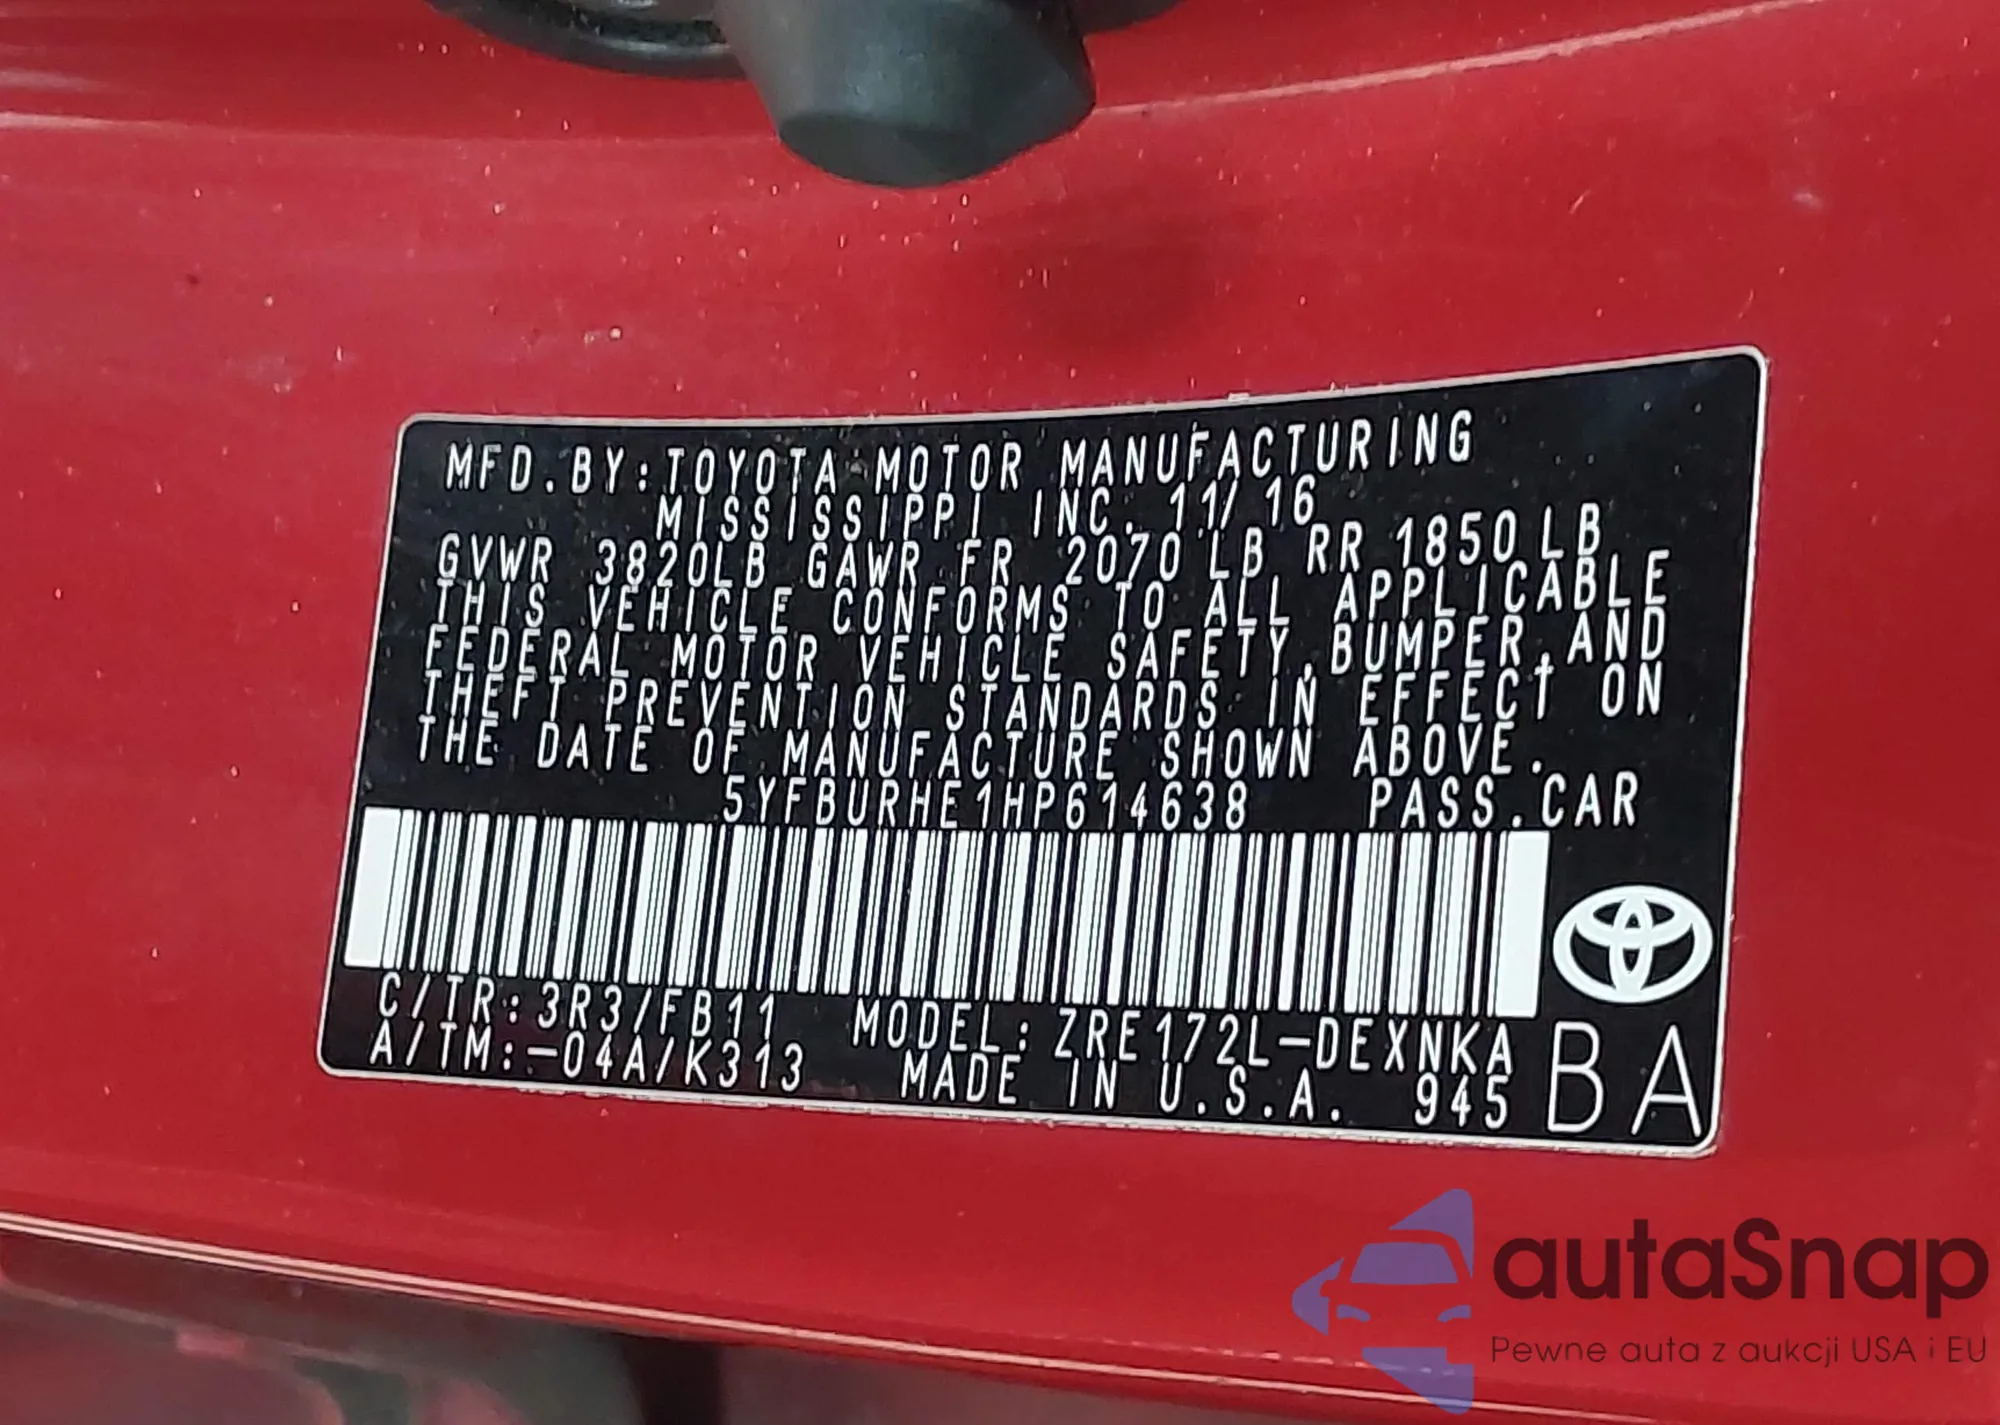 MFD.BY:TOYOTA MOTOR MANUFACTURING
MISSISSIPPI INC. 11/16
GVWR 3820LB GAWR FR 2070LB RR 1850LB
THIS VEHICLE CONFORMS TO ALL APPLICABLE
FEDERAL MOTOR VEHICLE SAFETY,BUMPER,AND
THEFT PREVENTION STANDARDS IN EFFECT ON
THE DATE OF MANUFACTURE SHOWN ABOVE.
5YFBURHE1HP614638 PASS.CAR
C/TR:3R3/FB11 MODEL:ZRE172L-DEXNKA
A/TM:-04A/K313 MADE IN U.S.A. 945 BA
autaSnap
Pewne auta z aukcji USA i EU